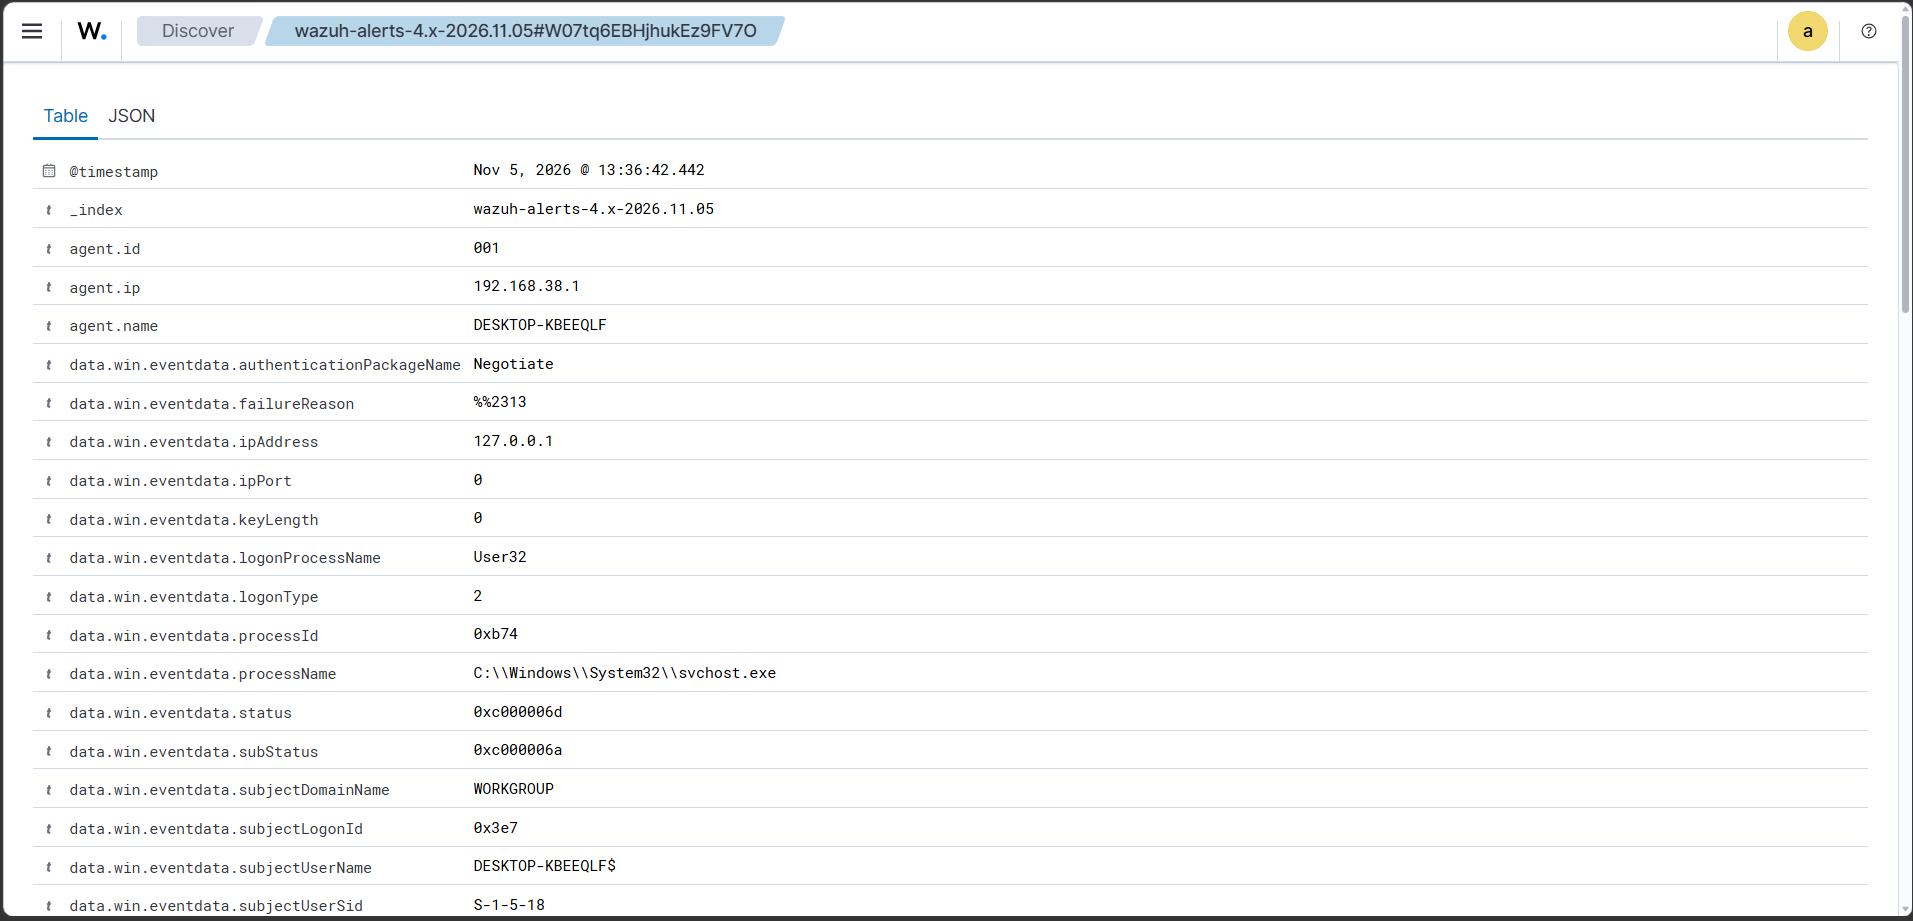 W. Discover wazuh-alerts-4.x-2026.11.05#W07tq6EBHjhukEz9FV7O a
Table JSON
@timestamp Nov 5, 2026 @ 13:36:42.442
t _index wazuh-alerts-4.x-2026.11.05
t agent.id 001
t agent.ip 192.168.38.1
t agent.name DESKTOP-KBEEQLF
t data.win.eventdata.authenticationPackageName Negotiate
t data.win.eventdata.failureReason %%2313
t data.win.eventdata.ipAddress 127.0.0.1
t data.win.eventdata.ipPort 0
t data.win.eventdata.keyLength 0
t data.win.eventdata.logonProcessName User32
t data.win.eventdata.logonType 2
t data.win.eventdata.processId 0xb74
t data.win.eventdata.processName C:\\Windows\\System32\\svchost.exe
t data.win.eventdata.status 0xc000006d
t data.win.eventdata.subStatus 0xc000006a
t data.win.eventdata.subjectDomainName WORKGROUP
t data.win.eventdata.subjectLogonId 0x3e7
t data.win.eventdata.subjectUserName DESKTOP-KBEEQLF$
t data.win.eventdata.subjectUserSid S-1-5-18